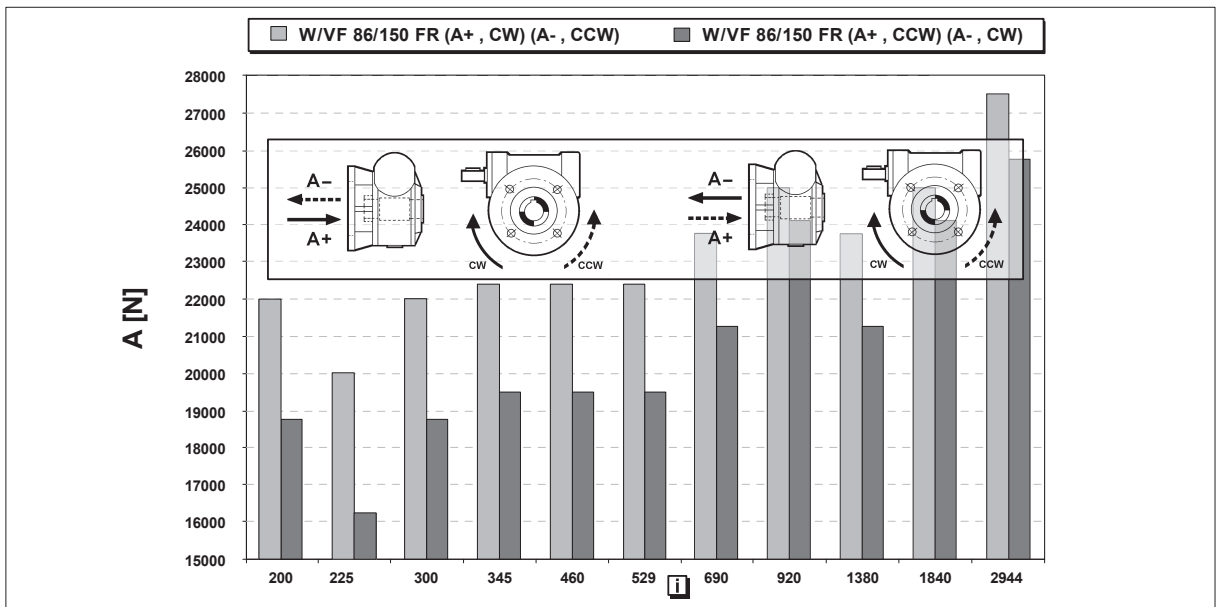 W/VF 86/150 FR (A+ , CW) (A- , CCW) W/VF 86/150 FR (A+ , CCW) (A- , CW)
A [N]
28000
27000
26000
25000
24000
23000
22000
21000
20000
19000
18000
17000
16000
15000
A–
A+
CW
CCW
A–
A+
CW
CCW
200 225 300 345 460 529 690 920 1380 1840 2944
i